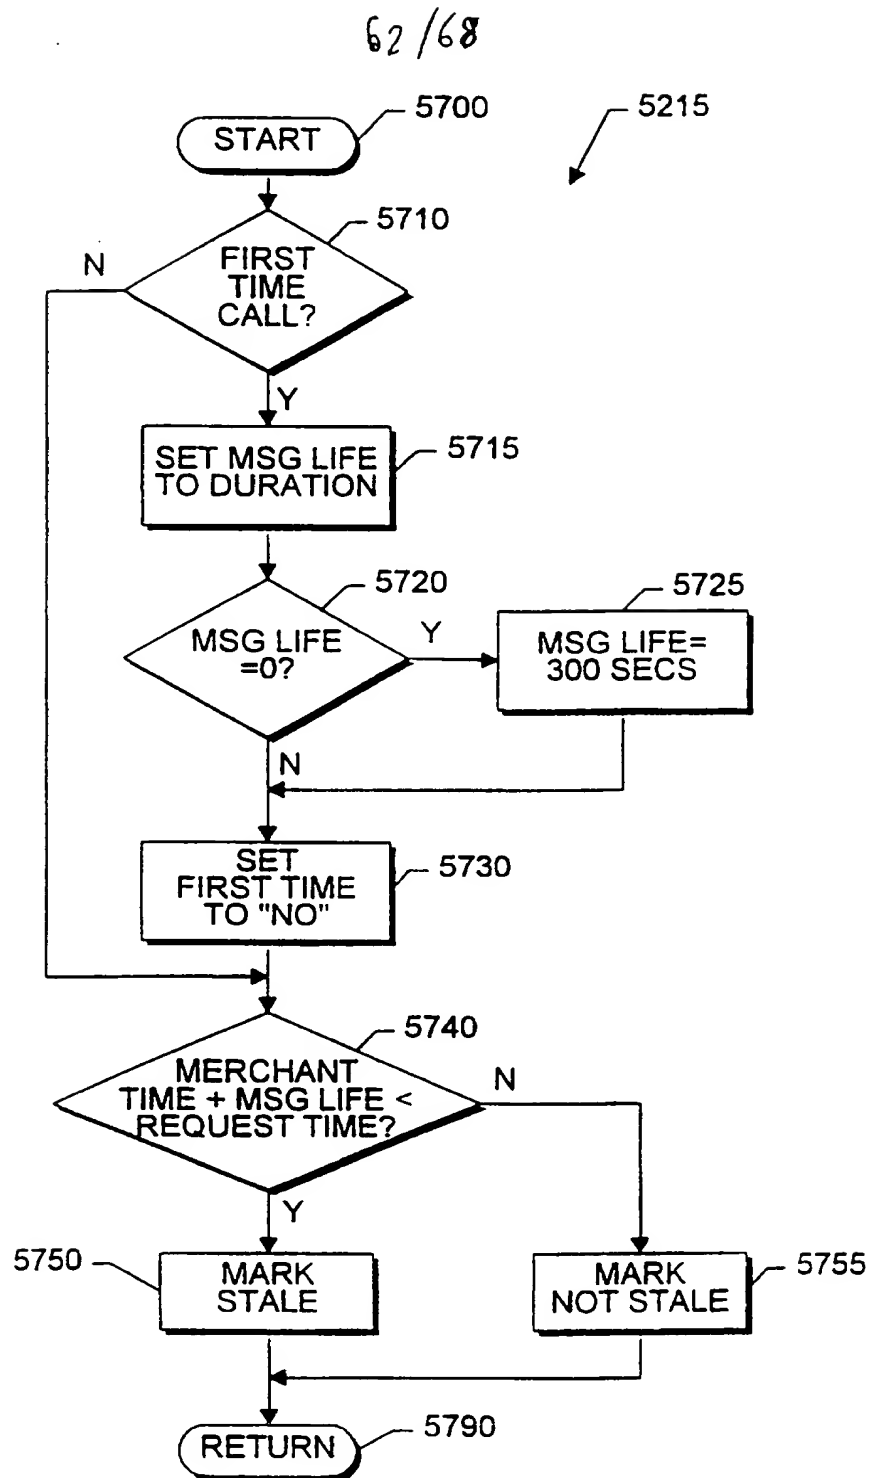 62/68
5700
5215
START
5710
N
FIRST
TIME
CALL?
Y
SET MSG LIFE
TO DURATION
5715
5720
5725
MSG LIFE
=0?
Y
MSG LIFE=
300 SECS
N
SET
FIRST TIME
TO "NO"
5730
5740
MERCHANT
TIME + MSG LIFE <
REQUEST TIME?
N
Y
5750
MARK
STALE
MARK
NOT STALE
5755
RETURN
5790